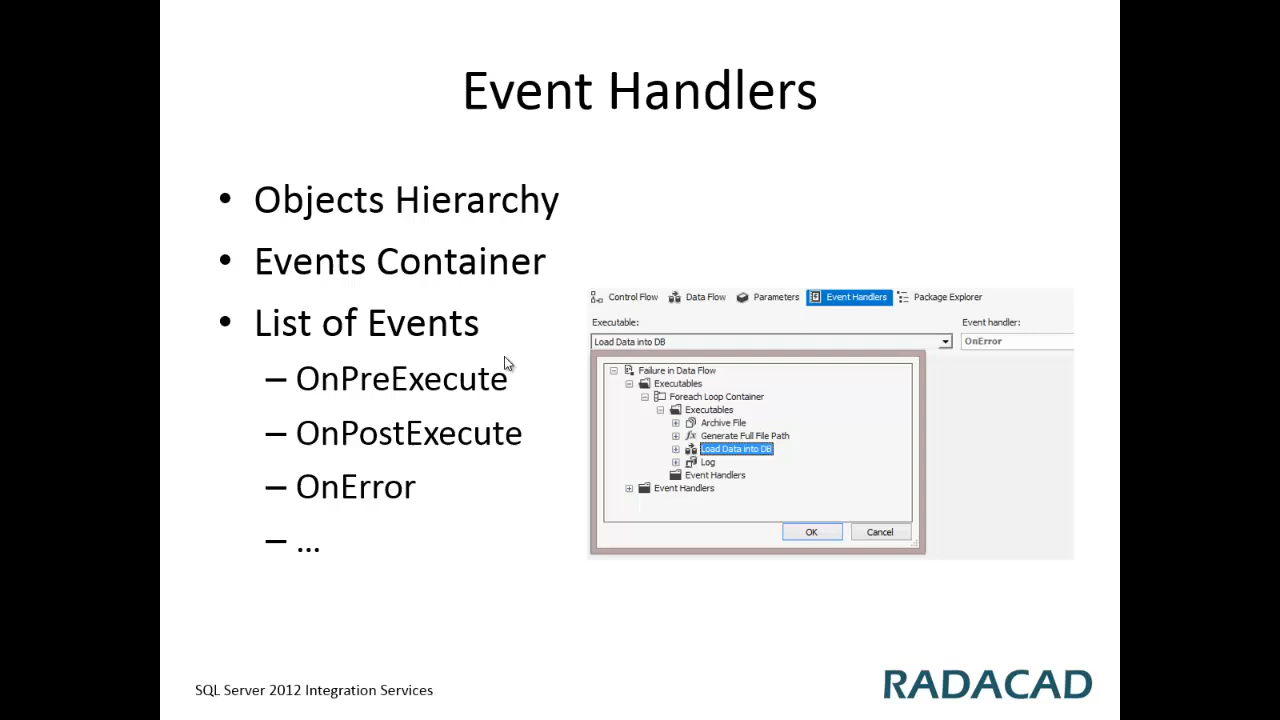 Event Handlers
• Objects Hierarchy
• Events Container
• List of Events
– OnPreExecute
– OnPostExecute
– OnError
– ...
Control Flow Data Flow Parameters Event Handlers Package Explorer
Executable: Event handler:
Load Data into DB OnError
Failure in Data Flow
Executables
Foreach Loop Container
Executables
Archive File
fx Generate Full File Path
Load Data into DB
Log
Event Handlers
Event Handlers
OK Cancel
SQL Server 2012 Integration Services
RADACAD